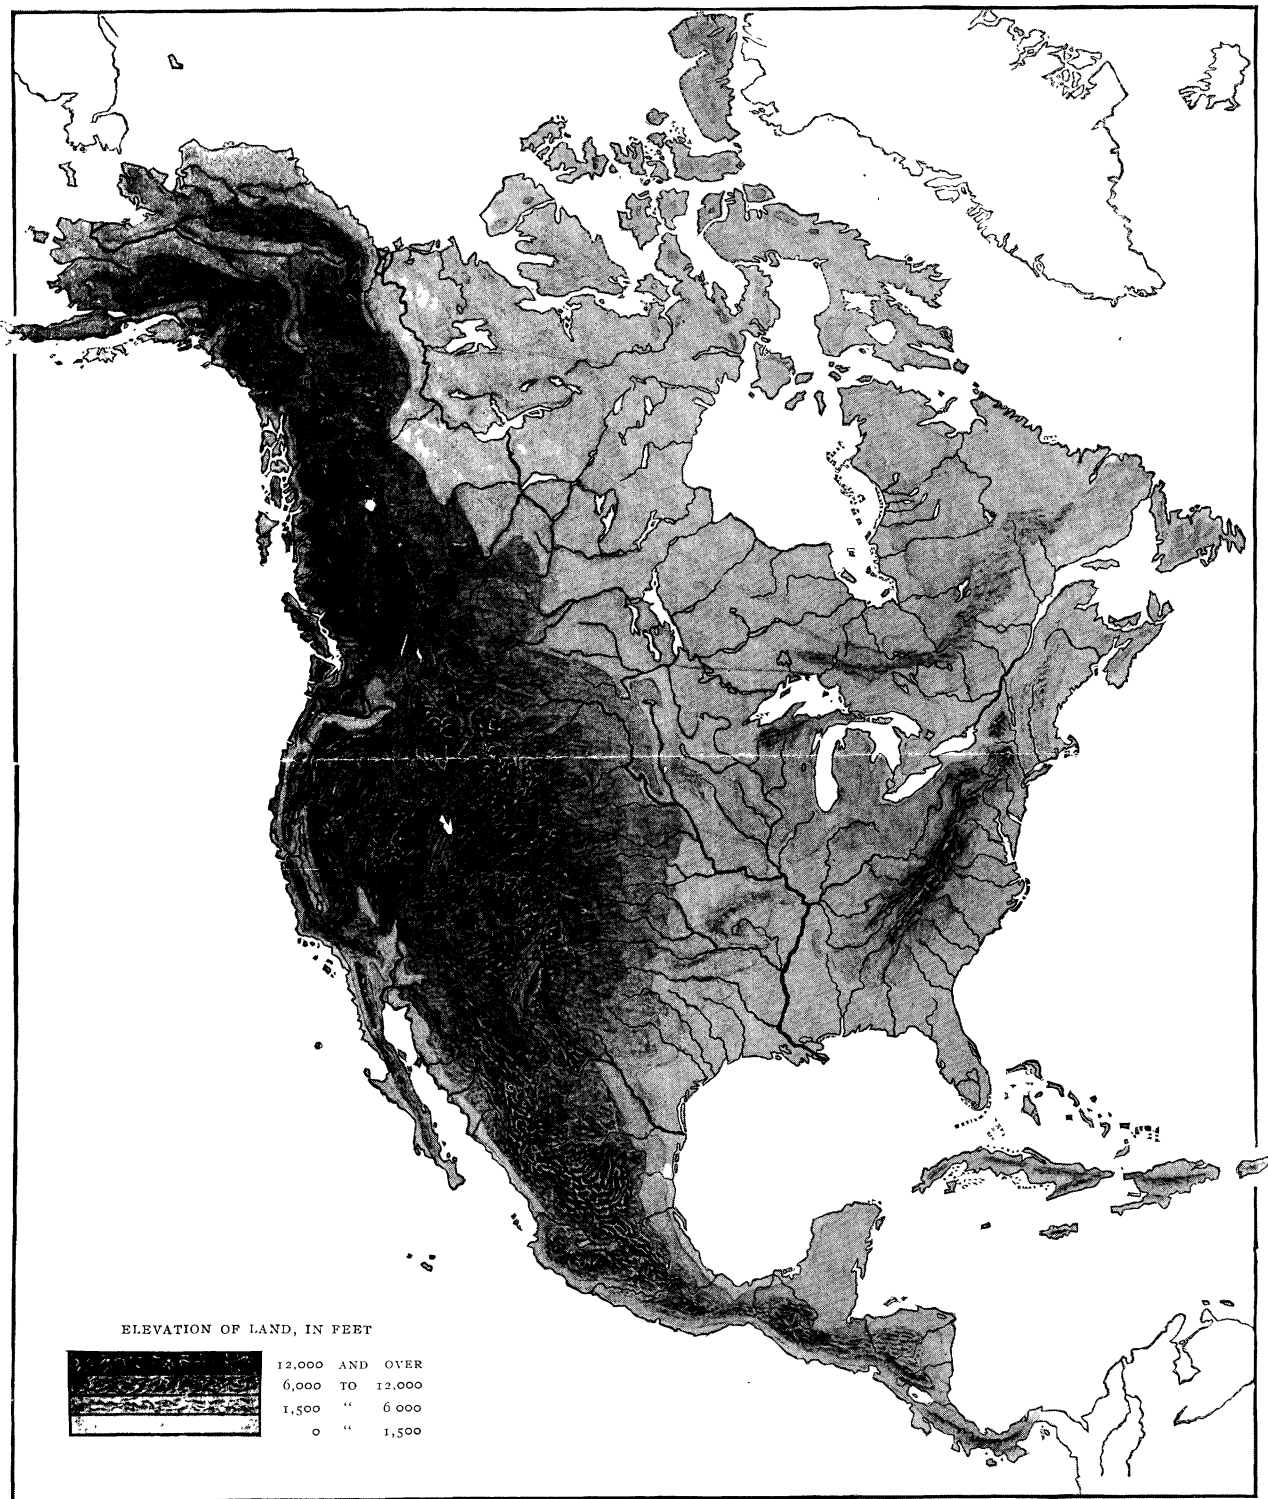 ELEVATION OF LAND, IN FEET
12,000 AND OVER
6,000 TO 12,000
1,500 “ 6 000
0 “ 1,500